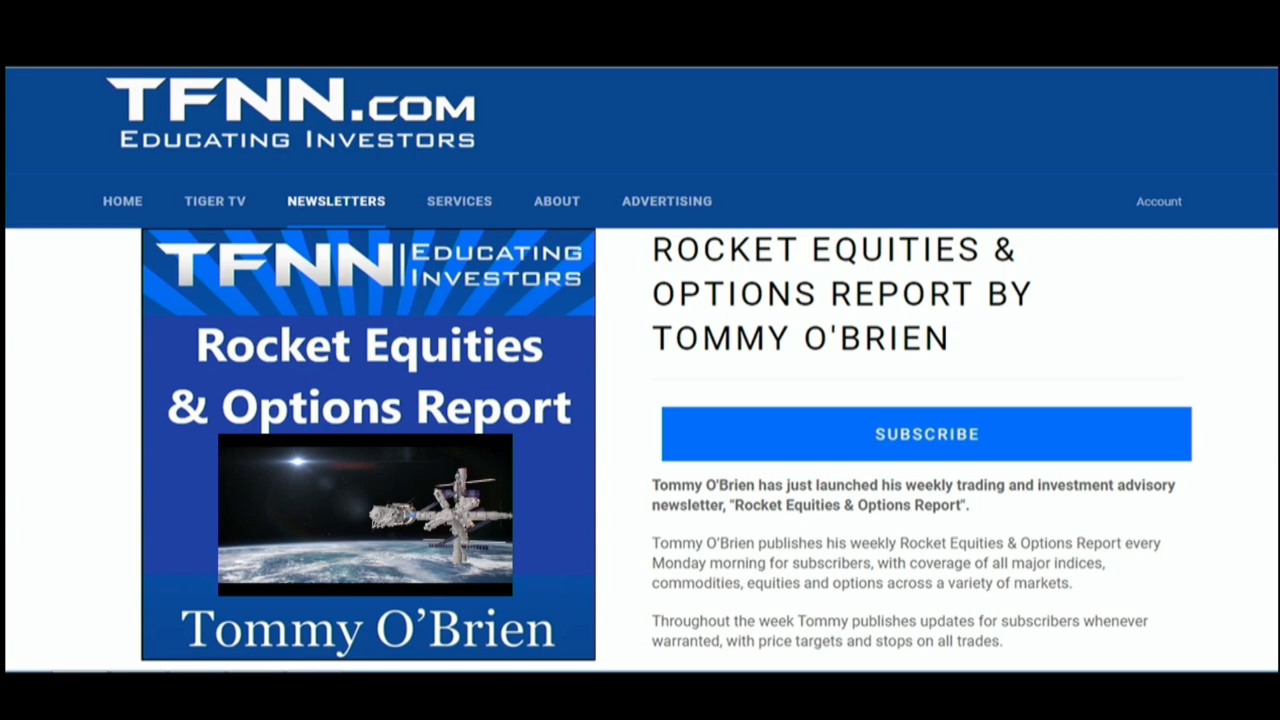 TFNN.COM
EDUCATING INVESTORS
HOME TIGER TV NEWSLETTERS SERVICES ABOUT ADVERTISING Account
TFNN EDUCATING
INVESTORS
Rocket Equities
& Options Report
Tommy O’Brien
ROCKET EQUITIES &
OPTIONS REPORT BY
TOMMY O'BRIEN
SUBSCRIBE
Tommy O'Brien has just launched his weekly trading and investment advisory
newsletter, "Rocket Equities & Options Report".
Tommy O'Brien publishes his weekly Rocket Equities & Options Report every
Monday morning for subscribers, with coverage of all major indices,
commodities, equities and options across a variety of markets.
Throughout the week Tommy publishes updates for subscribers whenever
warranted, with price targets and stops on all trades.